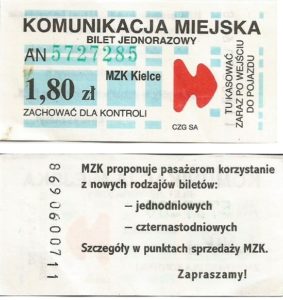 KOMUNIKACJA MIEJSKA
BILET JEDNORAZOWY
AN 5727285
MZK Kielce
1,80 zł
ZACHOWAĆ DLA KONTROLI
CZG SA
TU KASOWAĆ
ZARAZ PO WEJŚCIU
DO POJAZDU
86906000711
MZK proponuje pasażerom korzystanie
z nowych rodzajów biletów:
– jednodniowych
– czternastodniowych
Szczegóły w punktach sprzedaży MZK.
Zapraszamy!